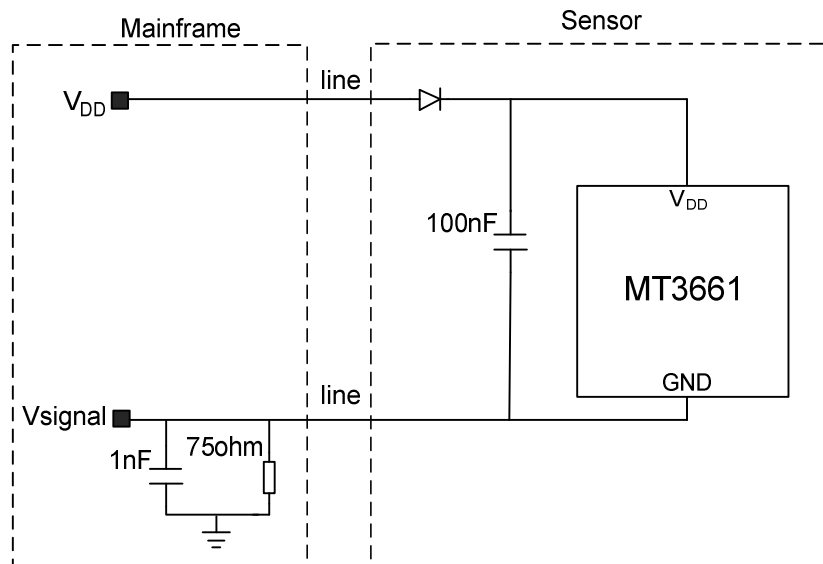 Mainframe
Sensor
line
VDD
VDD
100nF
MT3661
GND
line
Vsignal
75ohm
1nF